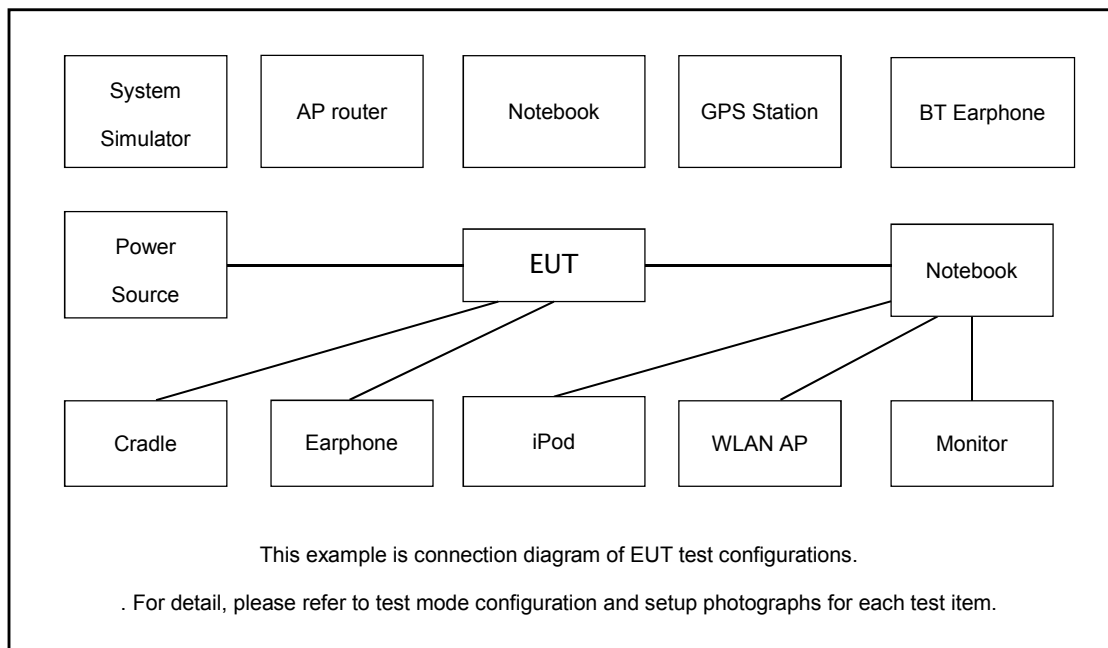 System
Simulator
AP router
Notebook
GPS Station
BT Earphone
Power
Source
EUT
Notebook
Cradle
Earphone
iPod
WLAN AP
Monitor
This example is connection diagram of EUT test configurations.
. For detail, please refer to test mode configuration and setup photographs for each test item.